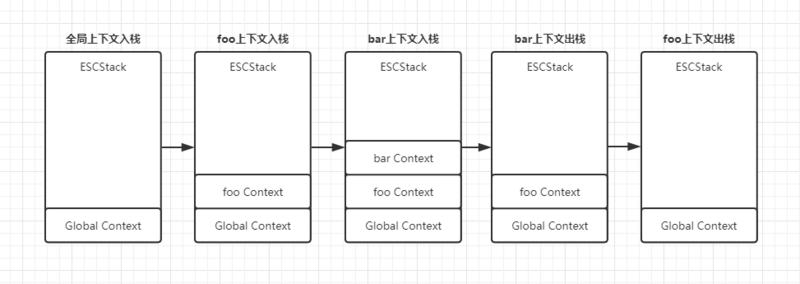 全局上下文入栈
foo上下文入栈
bar上下文入栈
bar上下文出栈
foo上下文出栈
ESCStack
ESCStack
ESCStack
ESCStack
ESCStack
bar Context
foo Context
foo Context
foo Context
Global Context
Global Context
Global Context
Global Context
Global Context